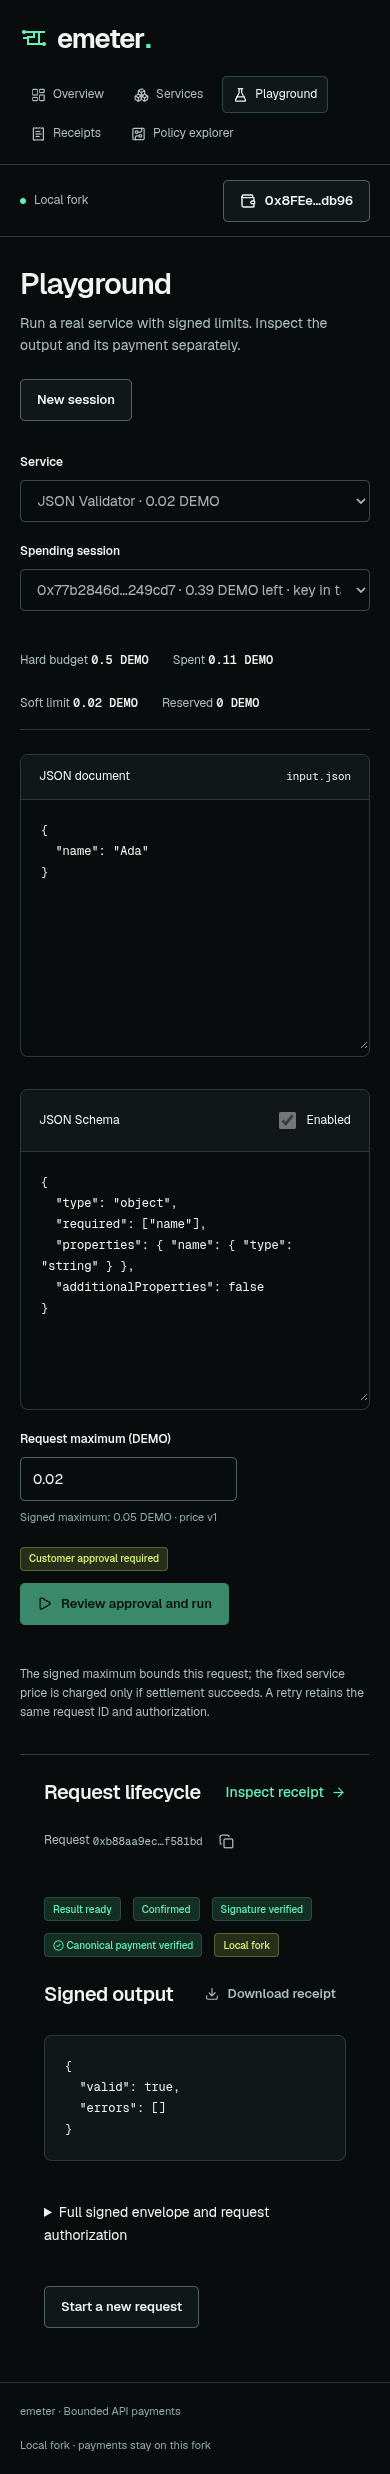 emeter.
Overview
Services
Playground
Receipts
Policy explorer
Local fork
0x8FEe…db96
Playground
Run a real service with signed limits. Inspect the
output and its payment separately.
New session
Service
JSON Validator · 0.02 DEMO
Spending session
0x77b2846d…249cd7 · 0.39 DEMO left · key in t
Hard budget 0.5 DEMO Spent 0.11 DEMO
Soft limit 0.02 DEMO Reserved 0 DEMO
JSON document input.json
{
  "name": "Ada"
}
JSON Schema Enabled
{
  "type": "object",
  "required": ["name"],
  "properties": { "name": { "type":
"string" } },
  "additionalProperties": false
}
Request maximum (DEMO)
0.02
Signed maximum: 0.05 DEMO · price v1
Customer approval required
Review approval and run
The signed maximum bounds this request; the fixed service
price is charged only if settlement succeeds. A retry retains the
same request ID and authorization.
Request lifecycle Inspect receipt
Request 0xb88aa9ec…f581bd
Result ready Confirmed Signature verified
Canonical payment verified Local fork
Signed output Download receipt
{
  "valid": true,
  "errors": []
}
Full signed envelope and request
authorization
Start a new request
emeter · Bounded API payments
Local fork · payments stay on this fork